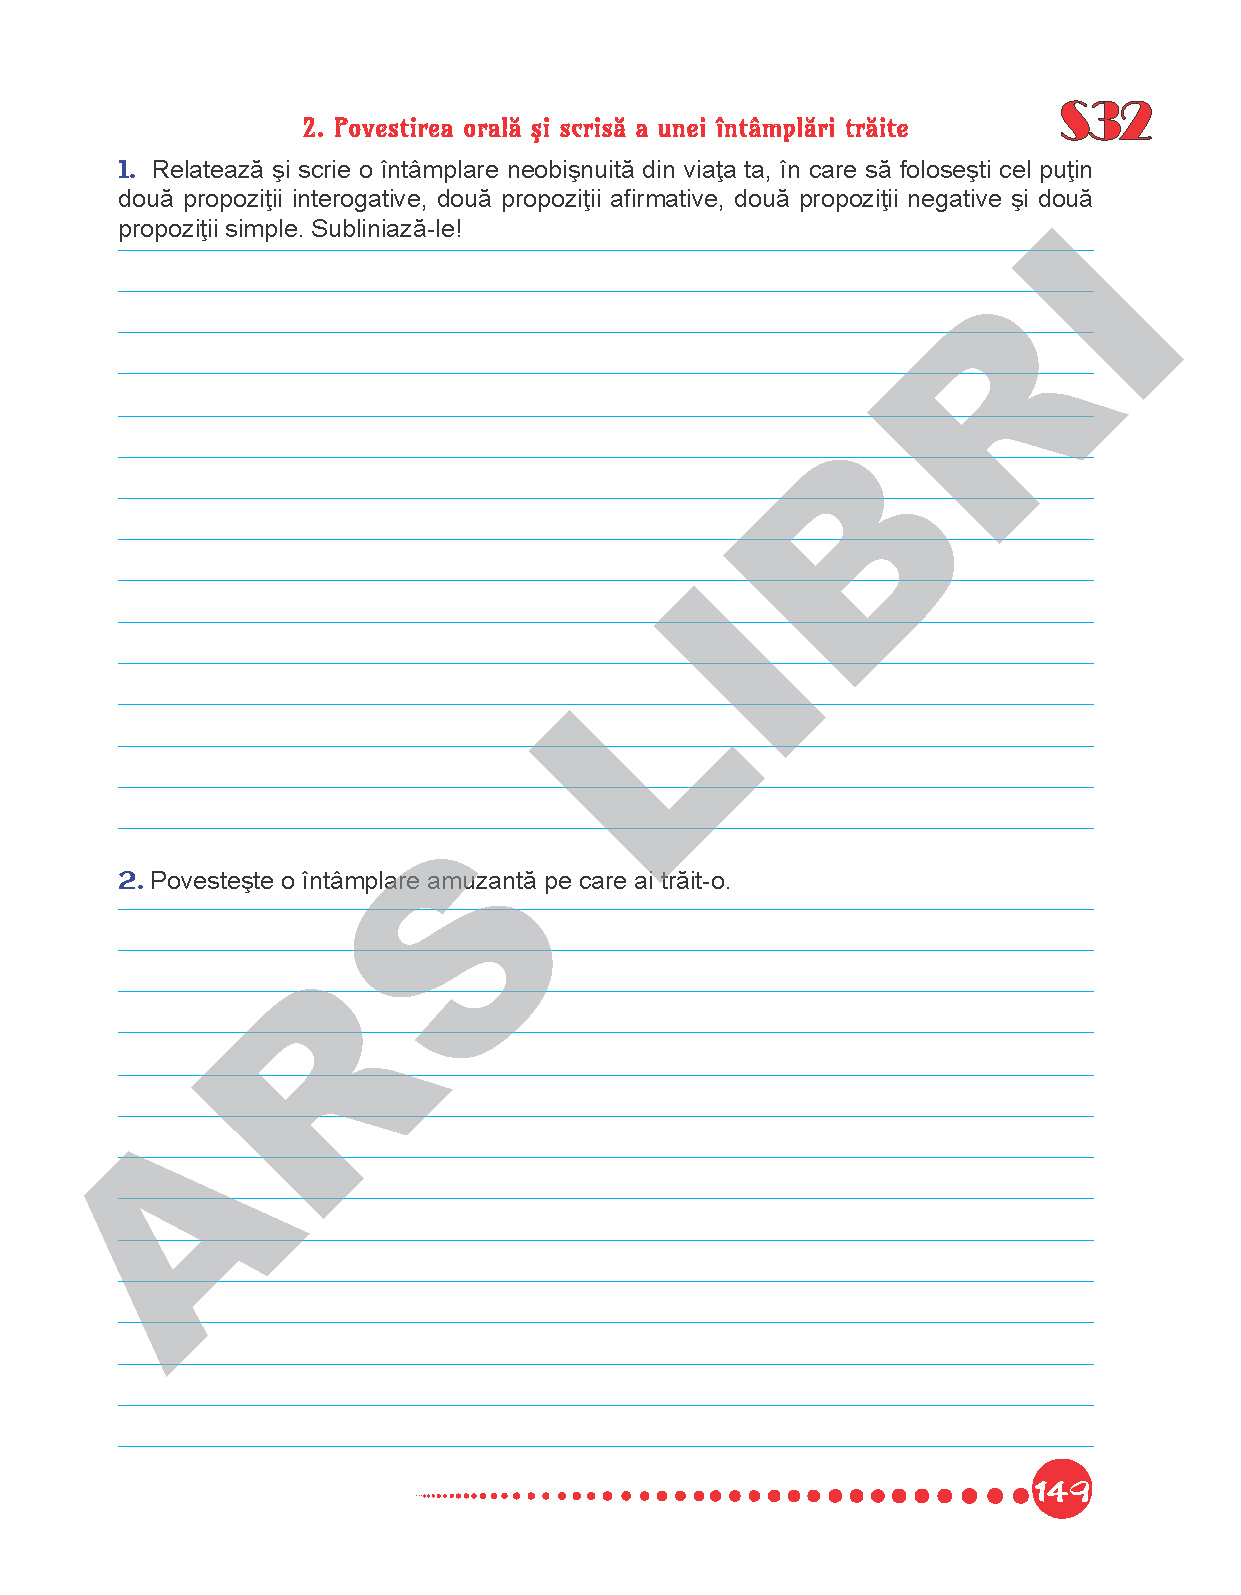 S32
2. Povestirea orală şi scrisă a unei întâmplări trăite
1. Relatează şi scrie o întâmplare neobişnuită din viaţa ta, în care să foloseşti cel puţin
două propoziţii interogative, două propoziţii afirmative, două propoziţii negative şi două
propoziţii simple. Subliniază-le!
2. Povesteşte o întâmplare amuzantă pe care ai trăit-o.
ARS LIBRI
149